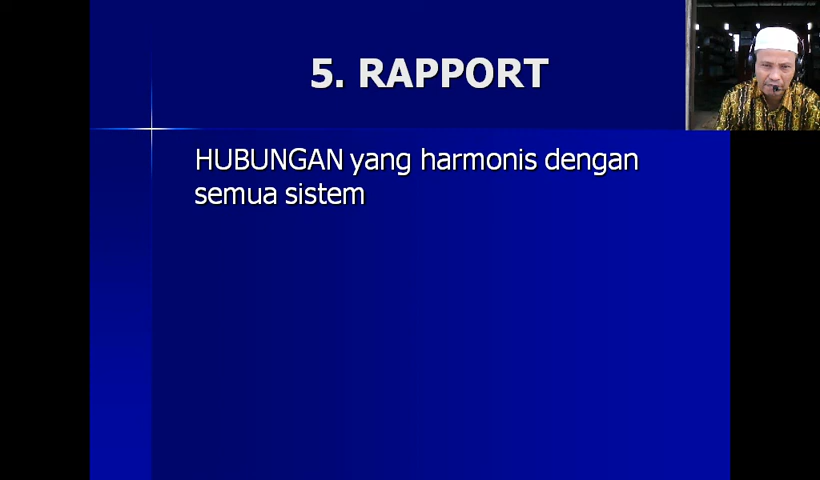 5. RAPPORT
HUBUNGAN yang harmonis dengan
semua sistem